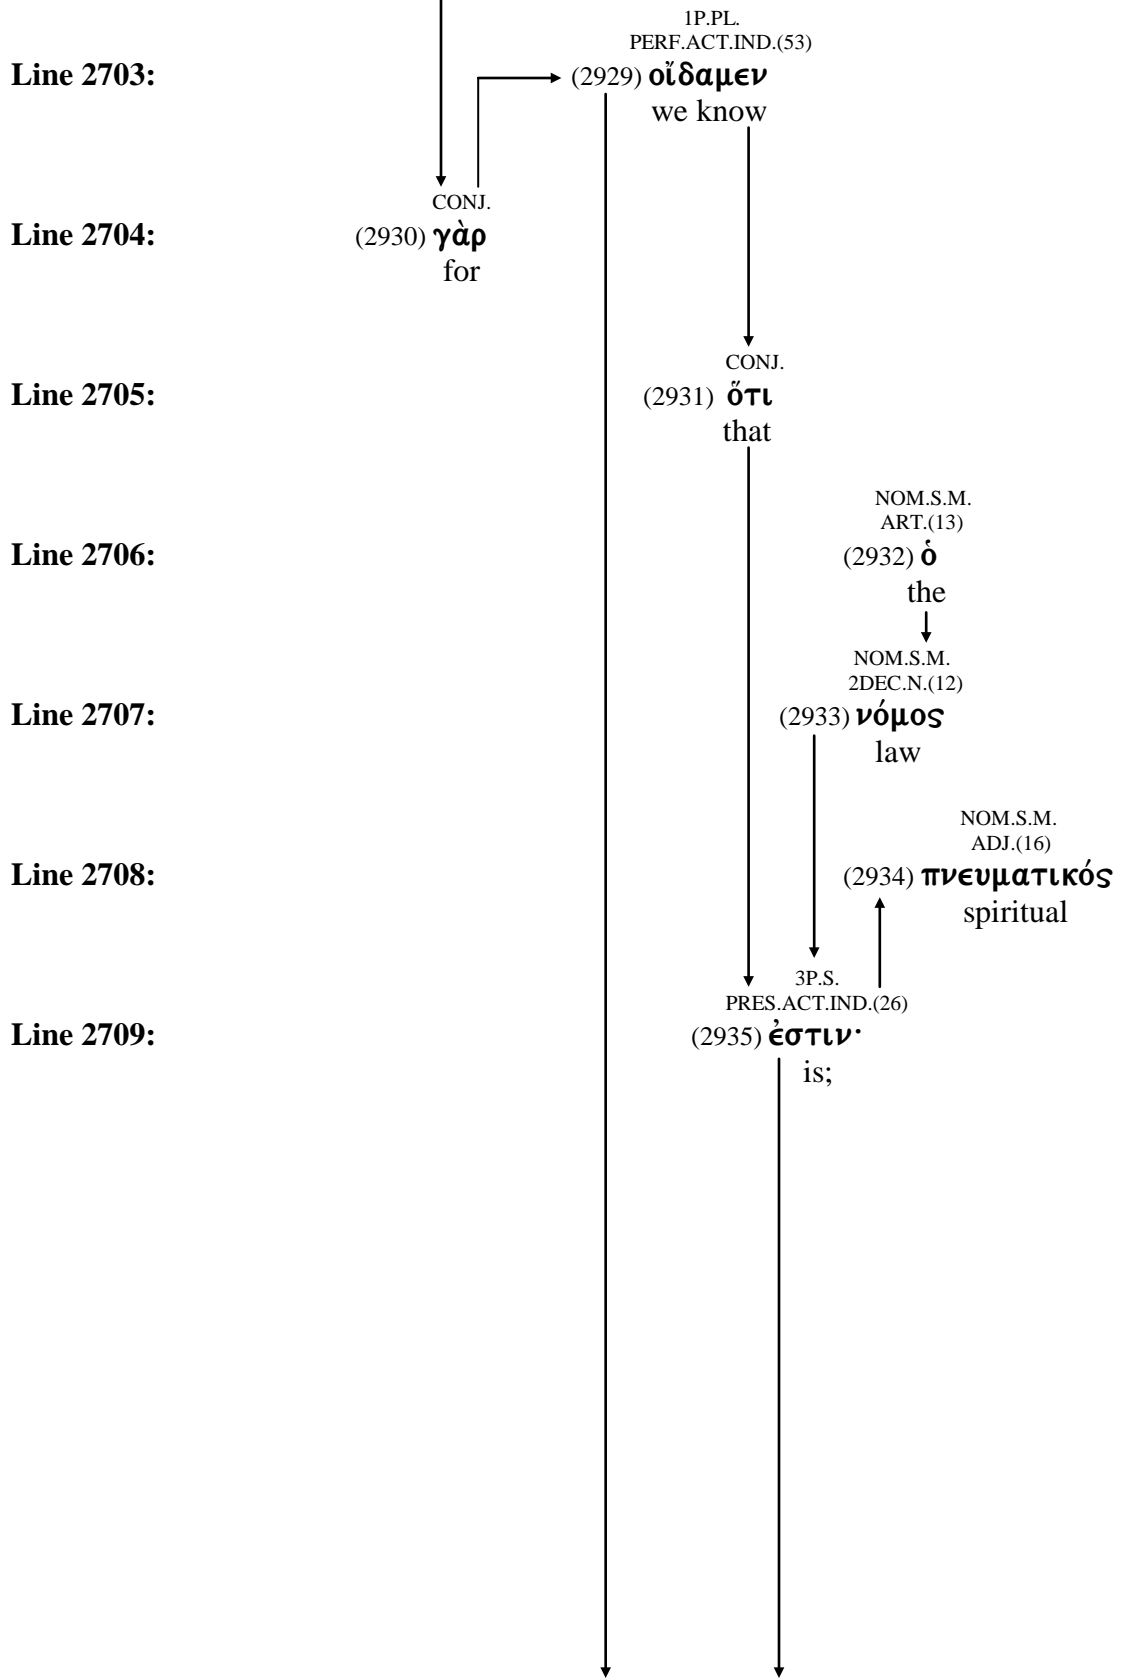 1P.PL.
PERF.ACT.IND.(53)
Line 2703: (2929) οἴδαμεν
we know
CONJ.
Line 2704: (2930) γὰρ
for
CONJ.
Line 2705: (2931) ὅτι
that
NOM.S.M.
ART.(13)
Line 2706: (2932) ὁ
the
NOM.S.M.
2DEC.N.(12)
Line 2707: (2933) νόμος
law
NOM.S.M.
ADJ.(16)
Line 2708: (2934) πνευματικός
spiritual
3P.S.
PRES.ACT.IND.(26)
Line 2709: (2935) ἐστιν·
is;